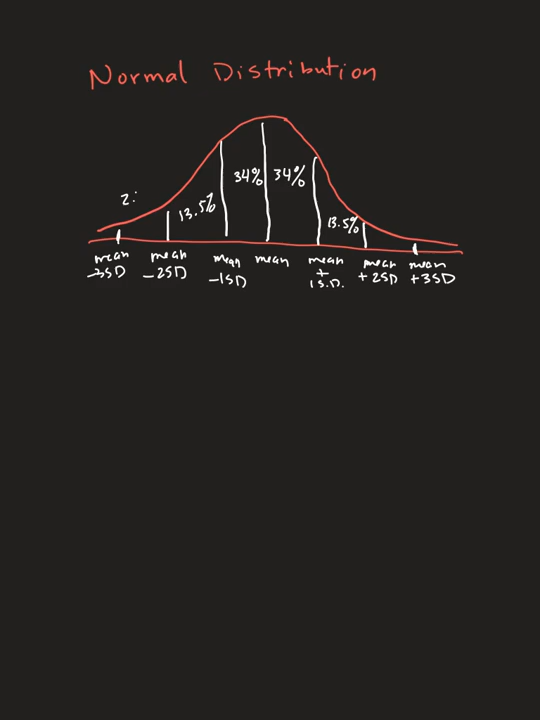 Normal Distribution
34% 34%
2.
13.5% 13.5%
mean mean mean mean mean mean mean
-3SD -2SD -1SD + 1S.D. +2SD +3SD